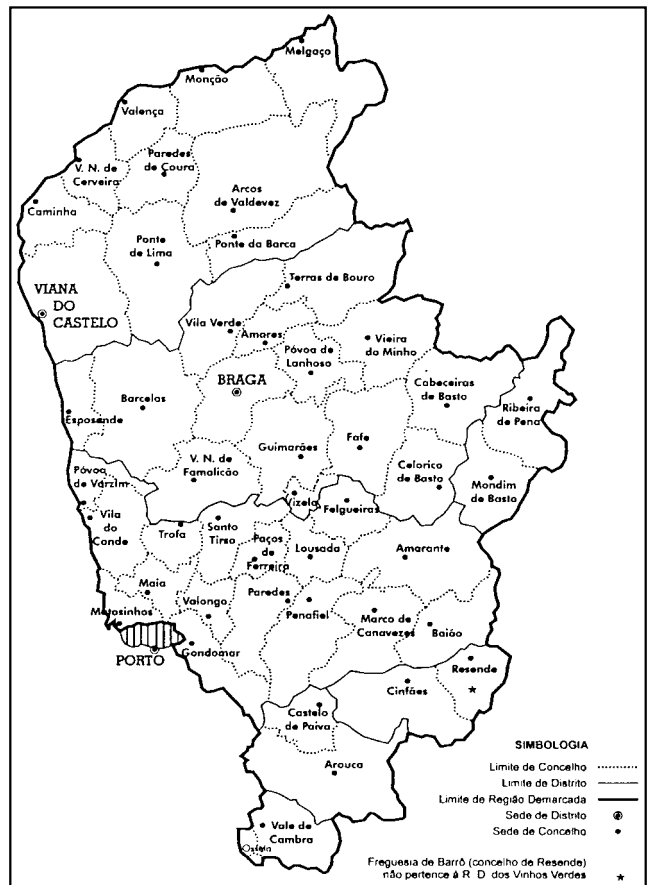 Melgaço
Monção
Valença
Paredes
de Coura
V. N. de
Cerveira
Arcos
de Valdevez
Caminha
Ponte
de Lima
Ponte da Barca
Terras de Bouro
VIANA
DO
CASTELO
Vila Verde
Amares
Vieira
do Minho
Póvoa de
Lanhoso
BRAGA
Cabeceiras
de Basto
Barcelos
Ribeira
de Pena
Esposende
Guimarães
Fafe
V. N. de
Famalicão
Celorico
de Basto
Mondim
de Basto
Póvoa
de Varzim
Vizela
Felgueiras
Vila
do
Conde
Trofa
Santo
Tirso
Paços
de
Ferreira
Lousada
Amarante
Maia
Valongo
Paredes
Penafiel
Matosinhos
Marco de
Canavezes
Baião
PORTO
Gondomar
Resende
Cinfães
Castelo
de Paiva
Arouca
Vale de
Cambra
Ossela
SIMBOLOGIA
Limite de Concelho
Limite de Distrito
Limite de Região Demarcada
Sede de Distrito
Sede de Concelho
Freguesia de Barrô (concelho de Resende)
não pertence à R D dos Vinhos Verdes